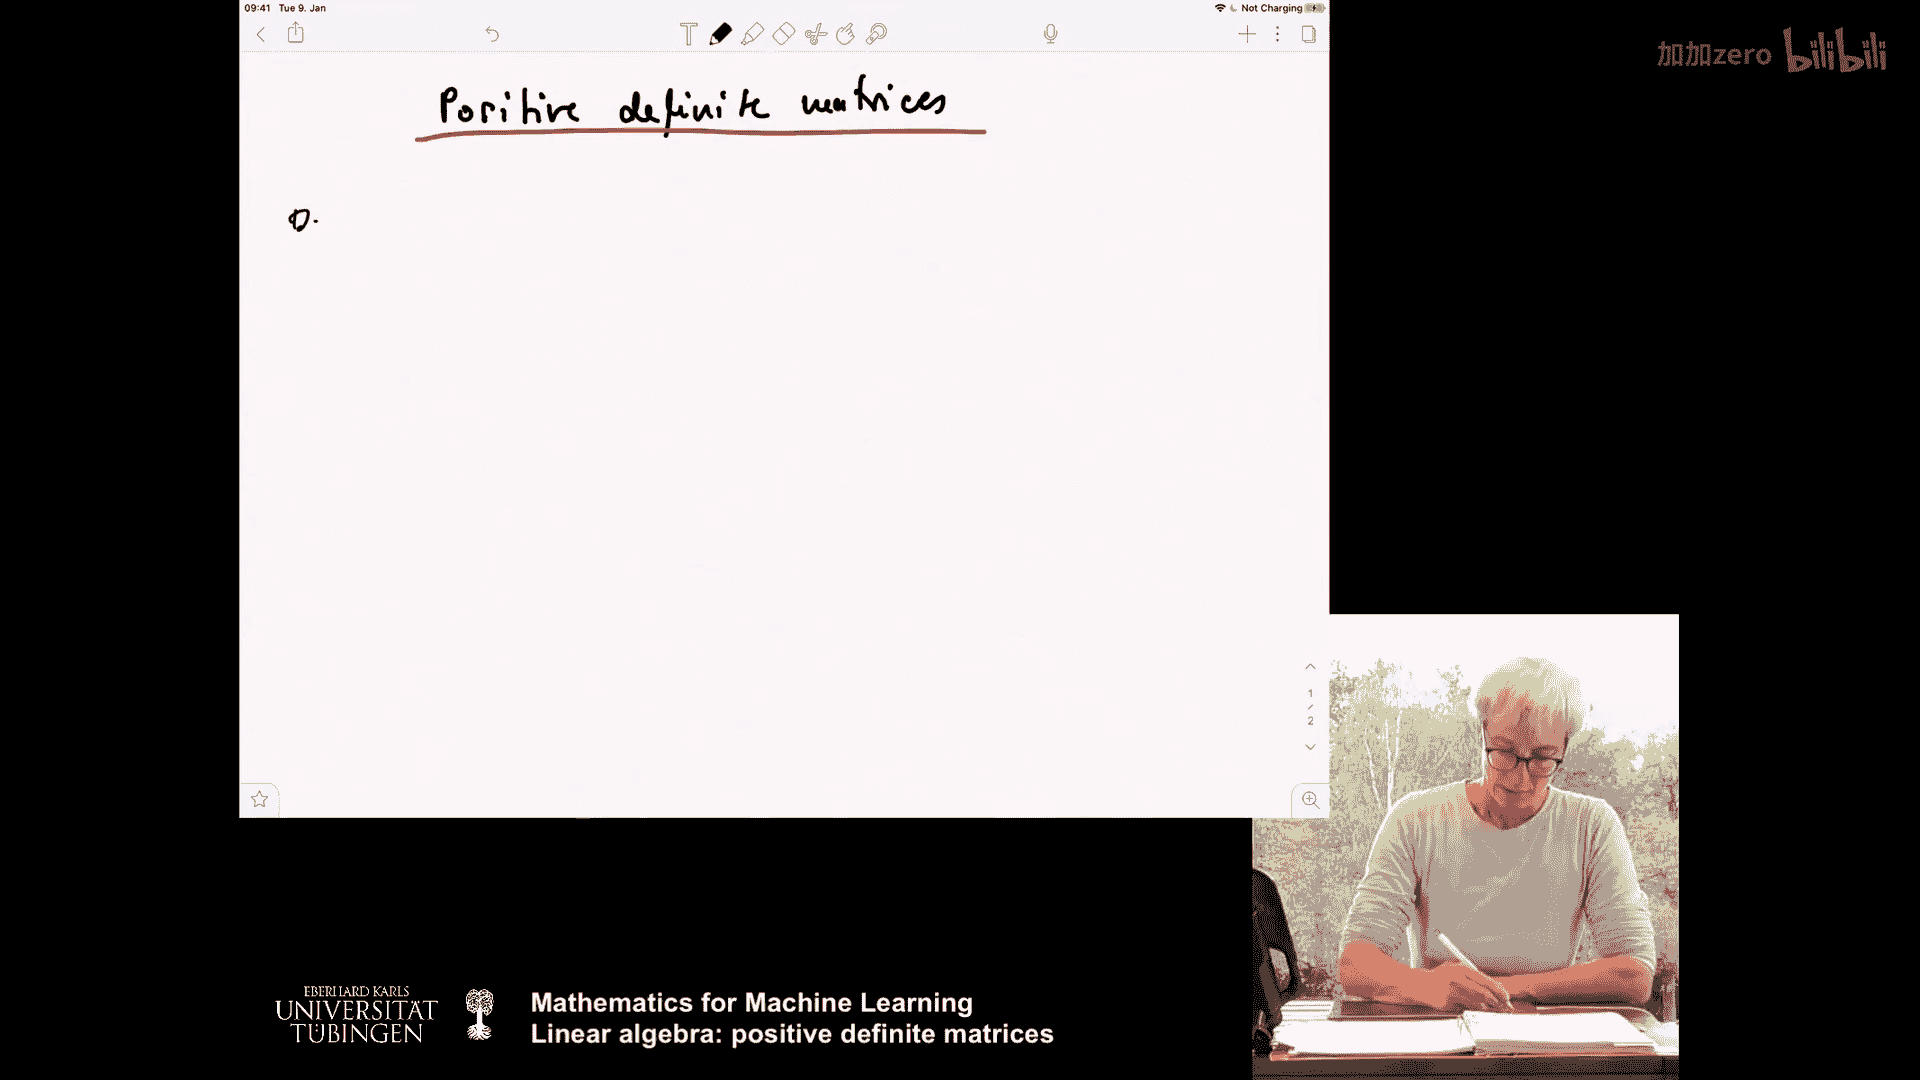 09:41 Tue 9. Jan
Not Charging
加加zero bilibili
T
Positive definite matrices
D.
1
2
EBERHARD KARLS
UNIVERSITÄT
TÜBINGEN
Mathematics for Machine Learning
Linear algebra: positive definite matrices